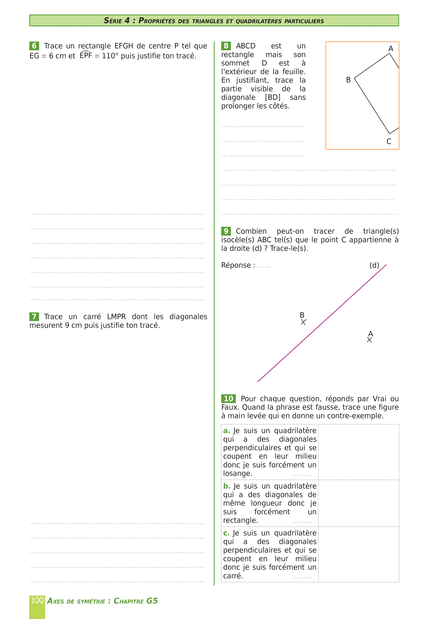 SÉRIE 4 : PROPRIÉTÉS DES TRIANGLES ET QUADRILATÈRES PARTICULIERS
6 Trace un rectangle EFGH de centre P tel que
EG = 6 cm et EPF = 110° puis justifie ton tracé.
7 Trace un carré LMPR dont les diagonales
mesurent 9 cm puis justifie ton tracé.
8 ABCD est un
rectangle mais son
sommet D est à
l'extérieur de la feuille.
En justifiant, trace la
partie visible de la
diagonale [BD] sans
prolonger les côtés.
A
B
C
9 Combien peut-on tracer de triangle(s)
isocèle(s) ABC tel(s) que le point C appartienne à
la droite (d) ? Trace-le(s).
Réponse : ......
(d)
B
A
10 Pour chaque question, réponds par Vrai ou
Faux. Quand la phrase est fausse, trace une figure
à main levée qui en donne un contre-exemple.
a. Je suis un quadrilatère
qui a des diagonales
perpendiculaires et qui se
coupent en leur milieu
donc je suis forcément un
losange. ..........
b. Je suis un quadrilatère
qui a des diagonales de
même longueur donc je
suis forcément un
rectangle. ..........
c. Je suis un quadrilatère
qui a des diagonales
perpendiculaires et qui se
coupent en leur milieu
donc je suis forcément un
carré. ..........
100 AXES DE SYMÉTRIE : CHAPITRE G5